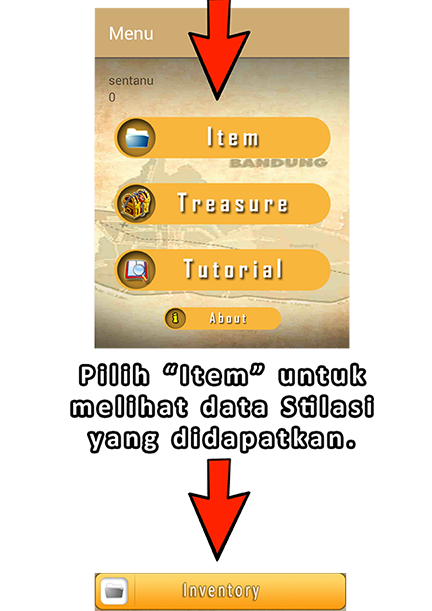 Menu
sentanu
0
Item
BANDUNG
Treasure
Tutorial
About
Pilih “Item” untuk
melihat data Stilasi
yang didapatkan.
Inventory